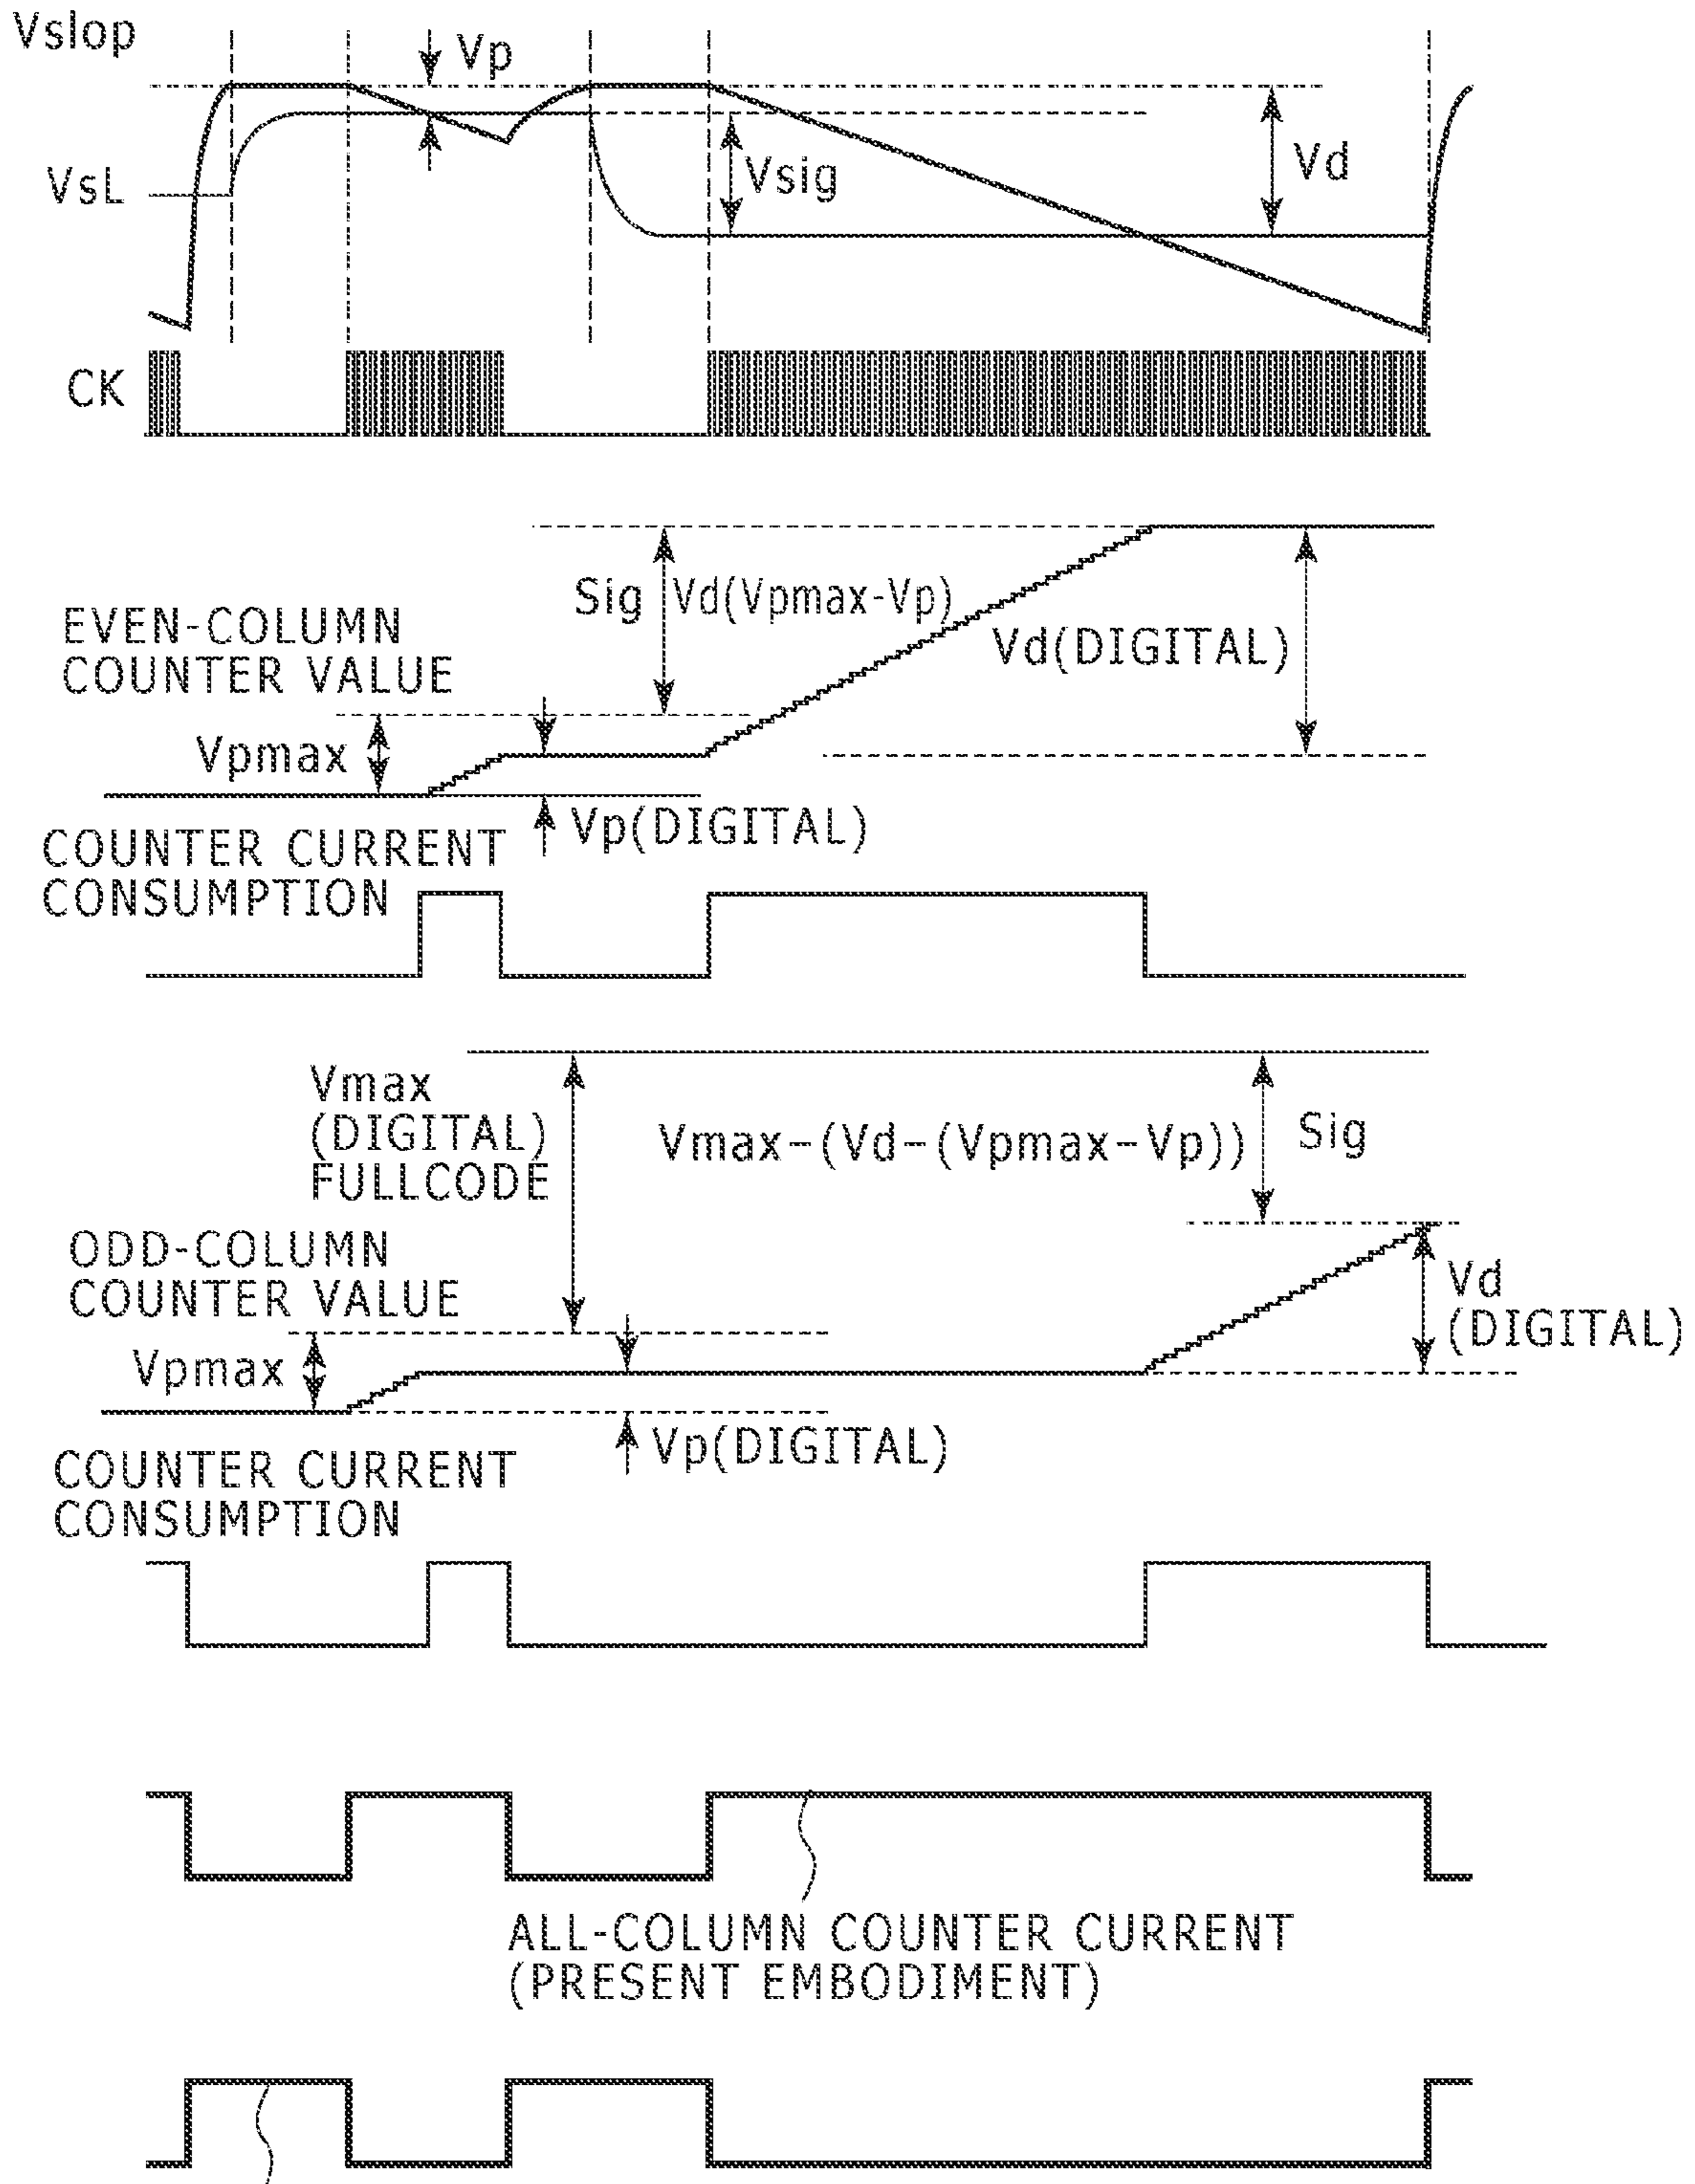 Vslop
Vp
VsL
Vsig
Vd
CK
Sig
Vd(Vpmax-Vp)
EVEN-COLUMN
COUNTER VALUE
Vd(DIGITAL)
Vpmax
Vp(DIGITAL)
COUNTER CURRENT
CONSUMPTION
Vmax
(DIGITAL)
FULLCODE
Vmax-(Vd-(Vpmax-Vp))
Sig
ODD-COLUMN
COUNTER VALUE
Vd
(DIGITAL)
Vpmax
Vp(DIGITAL)
COUNTER CURRENT
CONSUMPTION
ALL-COLUMN COUNTER CURRENT
(PRESENT EMBODIMENT)